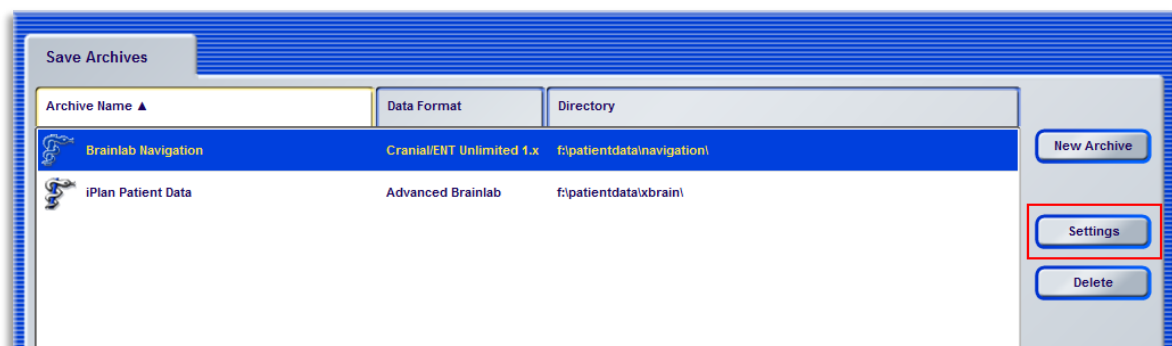 Save Archives
Archive Name ▲ Data Format Directory
Brainlab Navigation Cranial/ENT Unlimited 1.x f:\patientdata\navigation\
New Archive
iPlan Patient Data Advanced Brainlab f:\patientdata\xbrain\
Settings
Delete